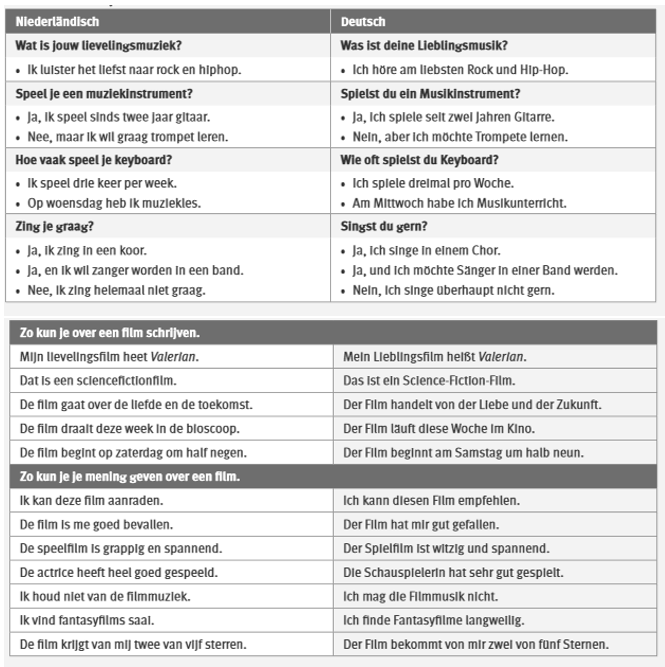 Niederländisch Deutsch
Wat is jouw lievelingsmuziek? Was ist deine Lieblingsmusik?
• Ik luister het liefst naar rock en hiphop. • Ich höre am liebsten Rock und Hip-Hop.
Speel je een muziekinstrument? Spielst du ein Musikinstrument?
• Ja, ik speel sinds twee jaar gitaar. • Ja, ich spiele seit zwei Jahren Gitarre.
• Nee, maar ik wil graag trompet leren. • Nein, aber ich möchte Trompete lernen.
Hoe vaak speel je keyboard? Wie oft spielst du Keyboard?
• Ik speel drie keer per week. • Ich spiele dreimal pro Woche.
• Op woensdag heb ik muziekles. • Am Mittwoch habe ich Musikunterricht.
Zing je graag? Singst du gern?
• Ja, ik zing in een koor. • Ja, ich singe in einem Chor.
• Ja, en ik wil zanger worden in een band. • Ja, und ich möchte Sänger in einer Band werden.
• Nee, ik zing helemaal niet graag. • Nein, ich singe überhaupt nicht gern.
Zo kun je over een film schrijven.
Mijn lievelingsfilm heet Valerian. Mein Lieblingsfilm heißt Valerian.
Dat is een sciencefictionfilm. Das ist ein Science-Fiction-Film.
De film gaat over de liefde en de toekomst. Der Film handelt von der Liebe und der Zukunft.
De film draait deze week in de bioscoop. Der Film läuft diese Woche im Kino.
De film begint op zaterdag om half negen. Der Film beginnt am Samstag um halb neun.
Zo kun je je mening geven over een film.
Ik kan deze film aanraden. Ich kann diesen Film empfehlen.
De film is me goed bevallen. Der Film hat mir gut gefallen.
De speelfilm is grappig en spannend. Der Spielfilm ist witzig und spannend.
De actrice heeft heel goed gespeeld. Die Schauspielerin hat sehr gut gespielt.
Ik houd niet van de filmmuziek. Ich mag die Filmmusik nicht.
Ik vind fantasyfilms saai. Ich finde Fantasyfilme langweilig.
De film krijgt van mij twee van vijf sterren. Der Film bekommt von mir zwei von fünf Sternen.